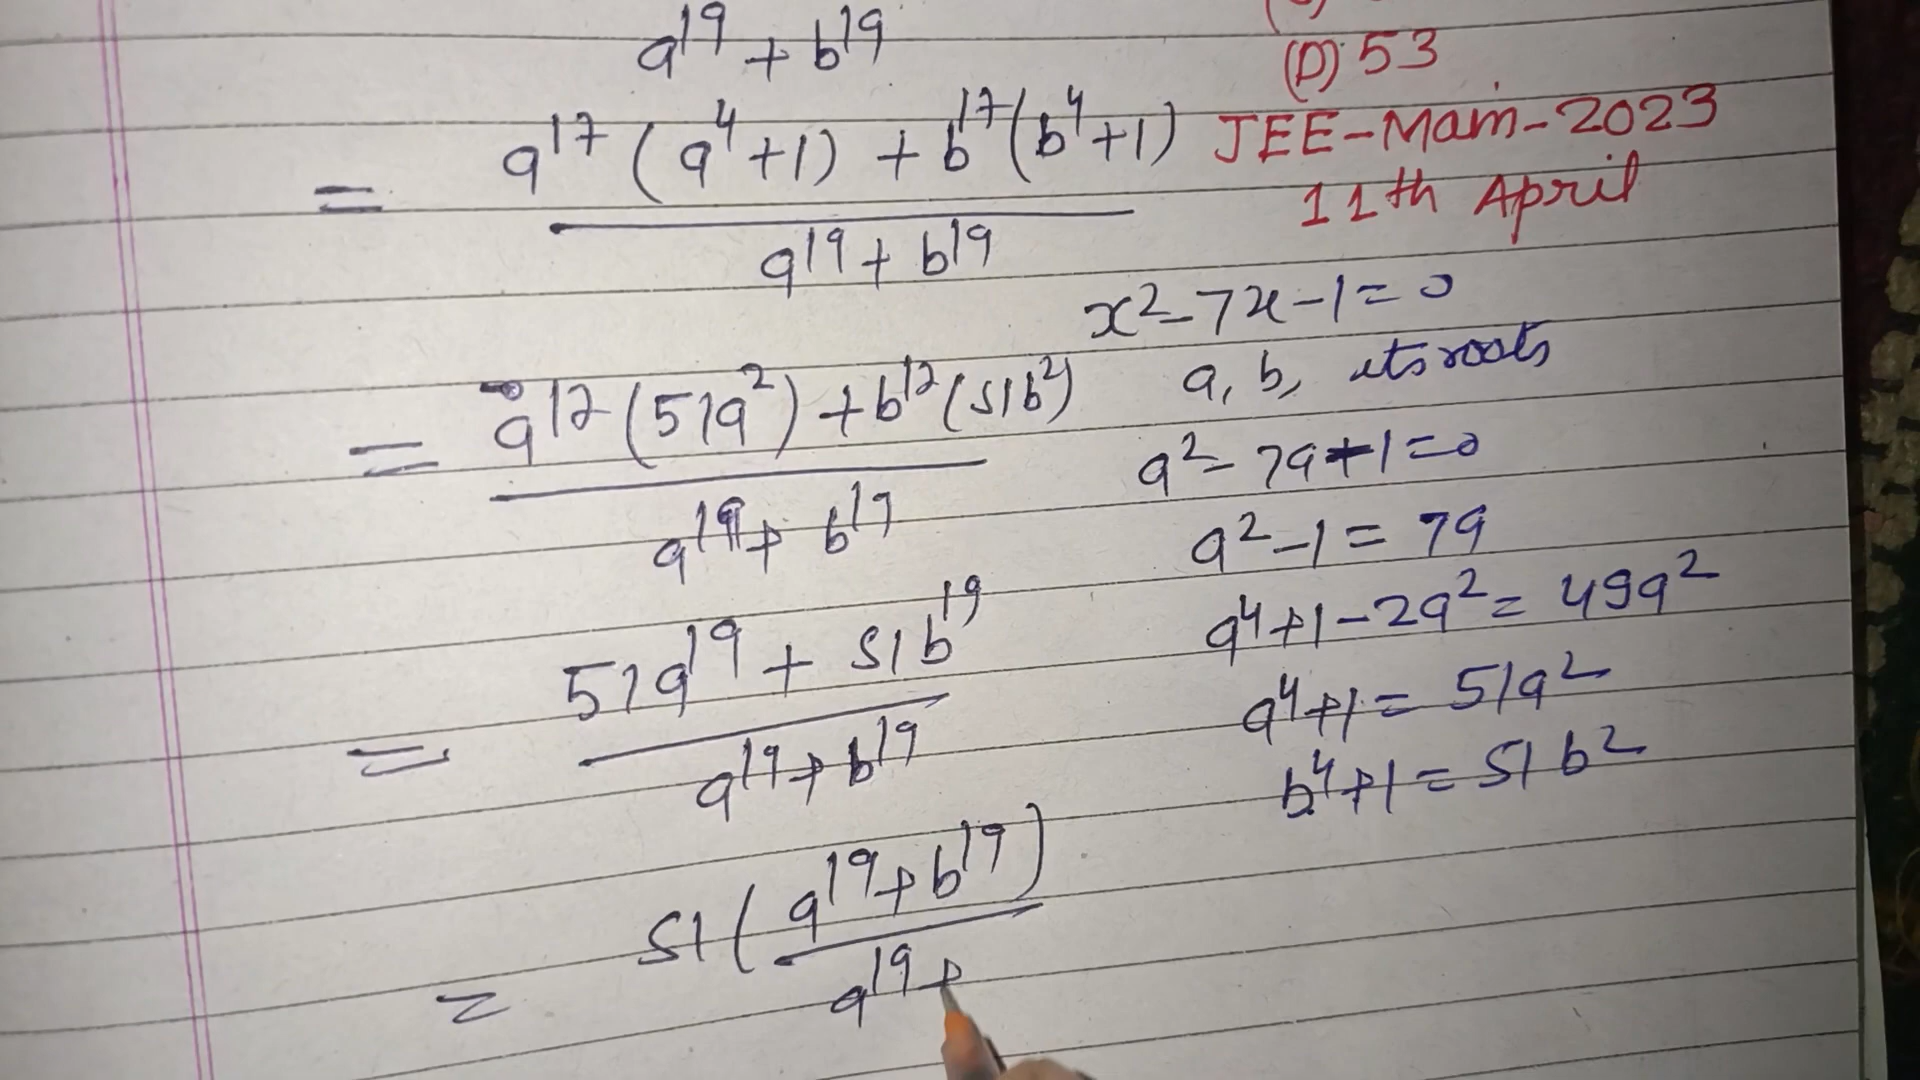 a¹⁹ + b¹⁹
(D) 53
= a¹⁷ (a⁴+1) + b¹⁷ (b⁴+1)
a¹⁹ + b¹⁹
JEE-Main-2023
11th April
x²-7x-1=0
a, b, its roots
= a¹⁷ (51a²) + b¹⁷ (51b²)
a¹⁹ + b¹⁹
a² - 7a - 1 = 0
a² - 1 = 7a
a⁴+1-2a² = 49a²
a⁴+1 = 51a²
b⁴+1 = 51b²
= 51a¹⁹ + 51b¹⁹
a¹⁹ + b¹⁹
= 51 (a¹⁹+b¹⁹)
a¹⁹ +